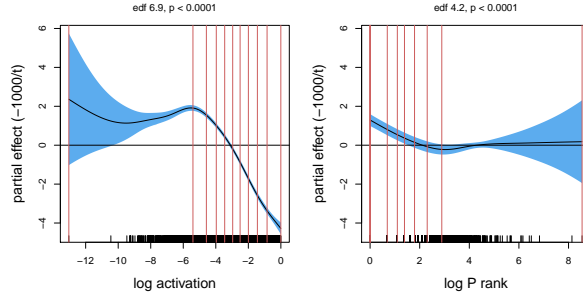 edf 6.9, p < 0.0001
partial effect (−1000/t)
6
4
2
0
−2
−4
−12 −10 −8 −6 −4 −2 0
log activation
edf 4.2, p < 0.0001
partial effect (−1000/t)
6
4
2
0
−2
−4
0 2 4 6 8
log P rank